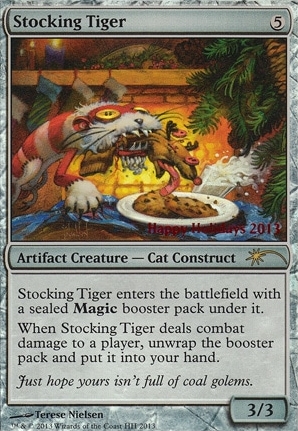 Stocking Tiger 5
Happy Holidays 2013
Artifact Creature — Cat Construct
Stocking Tiger enters the battlefield with
a sealed Magic booster pack under it.
When Stocking Tiger deals combat
damage to a player, unwrap the booster
pack and put it into your hand.
Just hope yours isn't full of coal golems.
Terese Nielsen
3/3
™ & © 2013 Wizards of the Coast HH 2013